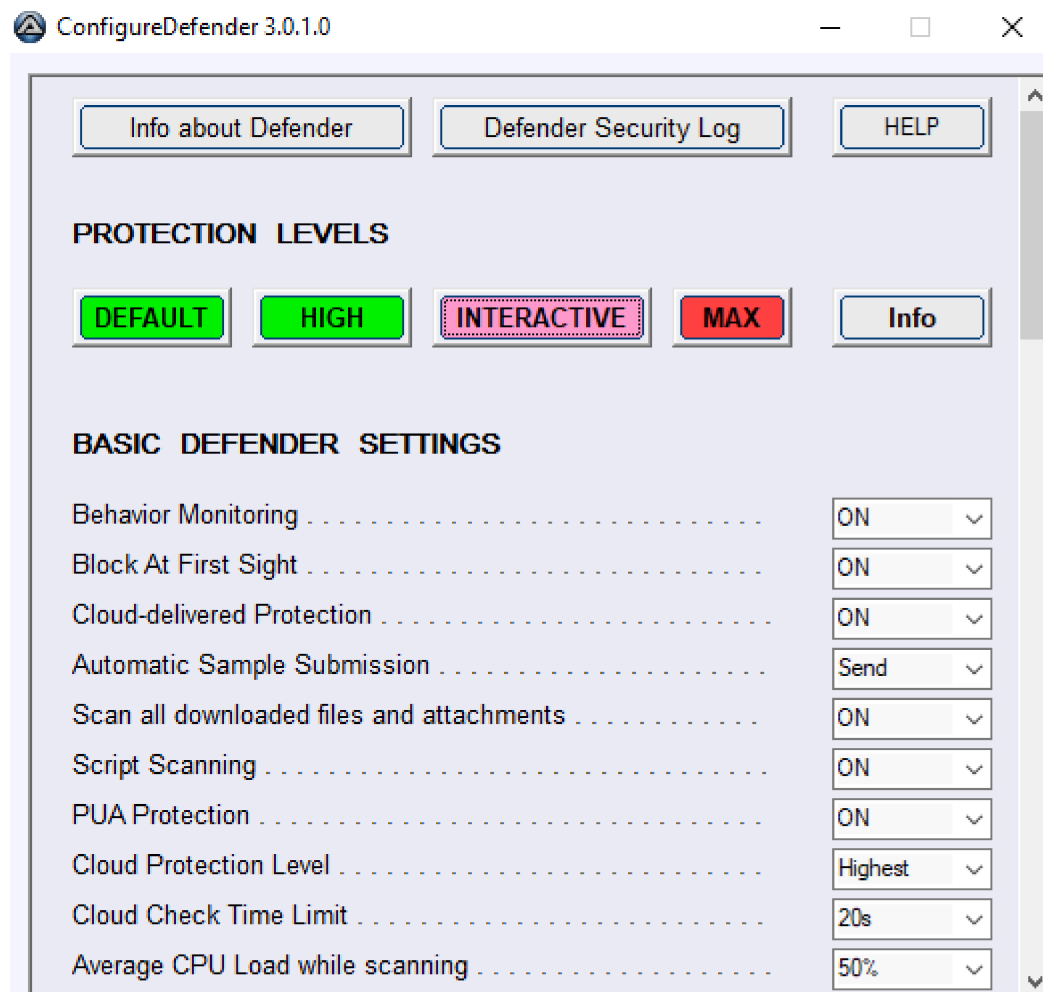 ConfigureDefender 3.0.1.0
Info about Defender Defender Security Log HELP
PROTECTION LEVELS
DEFAULT HIGH INTERACTIVE MAX Info
BASIC DEFENDER SETTINGS
Behavior Monitoring . . . . . . . . . . . . . . . . . . . . . . . . . . . . . ON
Block At First Sight . . . . . . . . . . . . . . . . . . . . . . . . . . . . . ON
Cloud-delivered Protection . . . . . . . . . . . . . . . . . . . . . . . . . ON
Automatic Sample Submission . . . . . . . . . . . . . . . . . . . . . Send
Scan all downloaded files and attachments . . . . . . . . . . . . ON
Script Scanning . . . . . . . . . . . . . . . . . . . . . . . . . . . . . . . . ON
PUA Protection . . . . . . . . . . . . . . . . . . . . . . . . . . . . . . . . ON
Cloud Protection Level . . . . . . . . . . . . . . . . . . . . . . . . . . . Highest
Cloud Check Time Limit . . . . . . . . . . . . . . . . . . . . . . . . . . 20s
Average CPU Load while scanning . . . . . . . . . . . . . . . . . . . 50%